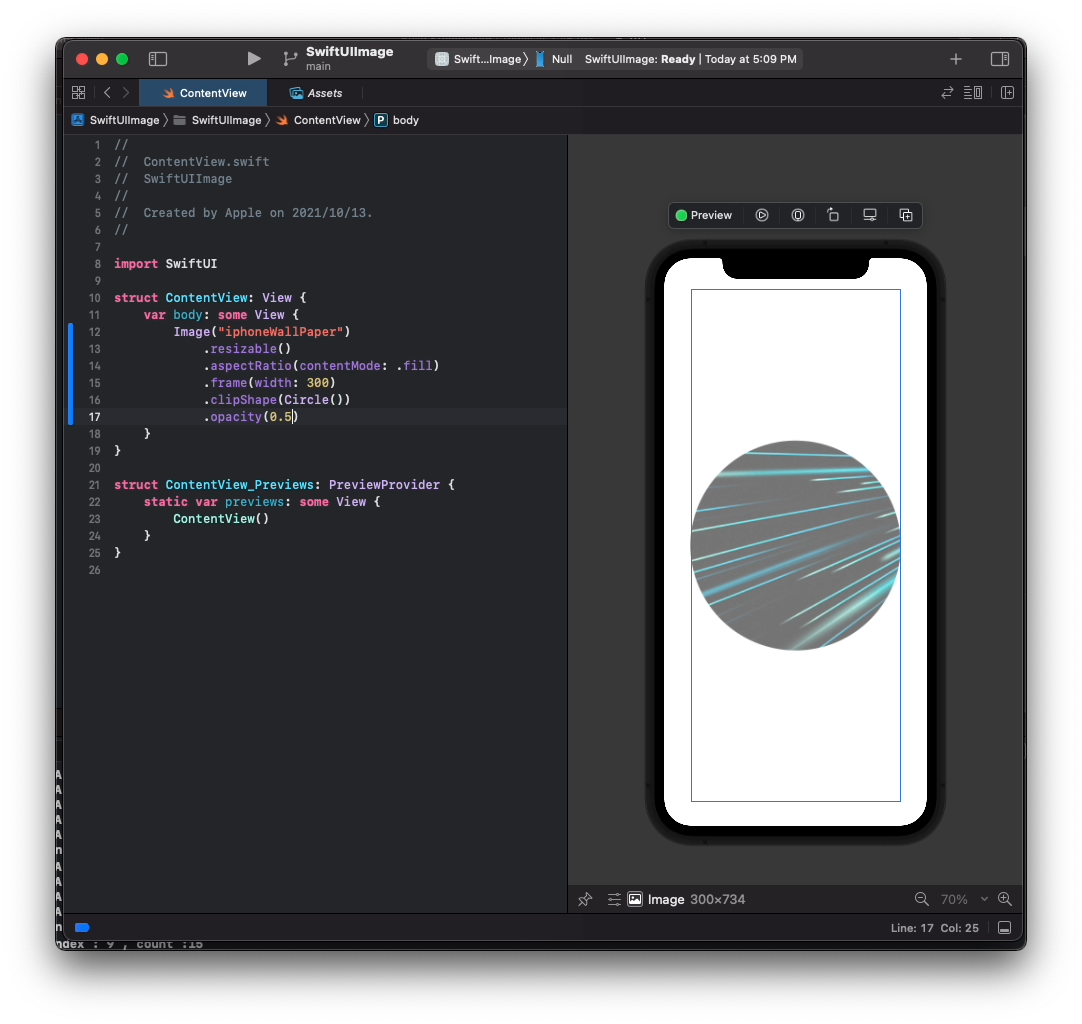 SwiftUIImage
main
Swift...Image〉 Null SwiftUIImage: Ready | Today at 5:09 PM
ContentView Assets
SwiftUIImage 〉 SwiftUIImage 〉 ContentView 〉 P body
1 //
2 //  ContentView.swift
3 //  SwiftUIImage
4 //
5 //  Created by Apple on 2021/10/13.
6 //
7
8 import SwiftUI
9
10 struct ContentView: View {
11     var body: some View {
12         Image("iphoneWallPaper")
13             .resizable()
14             .aspectRatio(contentMode: .fill)
15             .frame(width: 300)
16             .clipShape(Circle())
17             .opacity(0.5)
18     }
19 }
20
21 struct ContentView_Previews: PreviewProvider {
22     static var previews: some View {
23         ContentView()
24     }
25 }
26
Preview
Image 300×734
70%
Line: 17 Col: 25
A
A
A
A
A
n
A
A
A
A
n
ndex : 9 , count :15